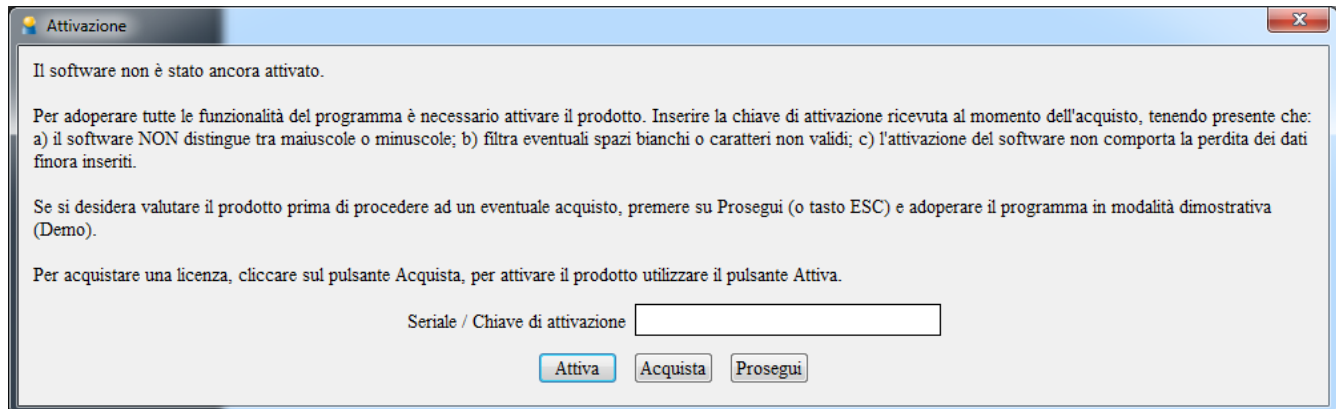 Attivazione
Il software non è stato ancora attivato.
Per adoperare tutte le funzionalità del programma è necessario attivare il prodotto. Inserire la chiave di attivazione ricevuta al momento dell'acquisto, tenendo presente che:
a) il software NON distingue tra maiuscole o minuscole; b) filtra eventuali spazi bianchi o caratteri non validi; c) l'attivazione del software non comporta la perdita dei dati
finora inseriti.
Se si desidera valutare il prodotto prima di procedere ad un eventuale acquisto, premere su Prosegui (o tasto ESC) e adoperare il programma in modalità dimostrativa
(Demo).
Per acquistare una licenza, cliccare sul pulsante Acquista, per attivare il prodotto utilizzare il pulsante Attiva.
Seriale / Chiave di attivazione
Attiva Acquista Prosegui